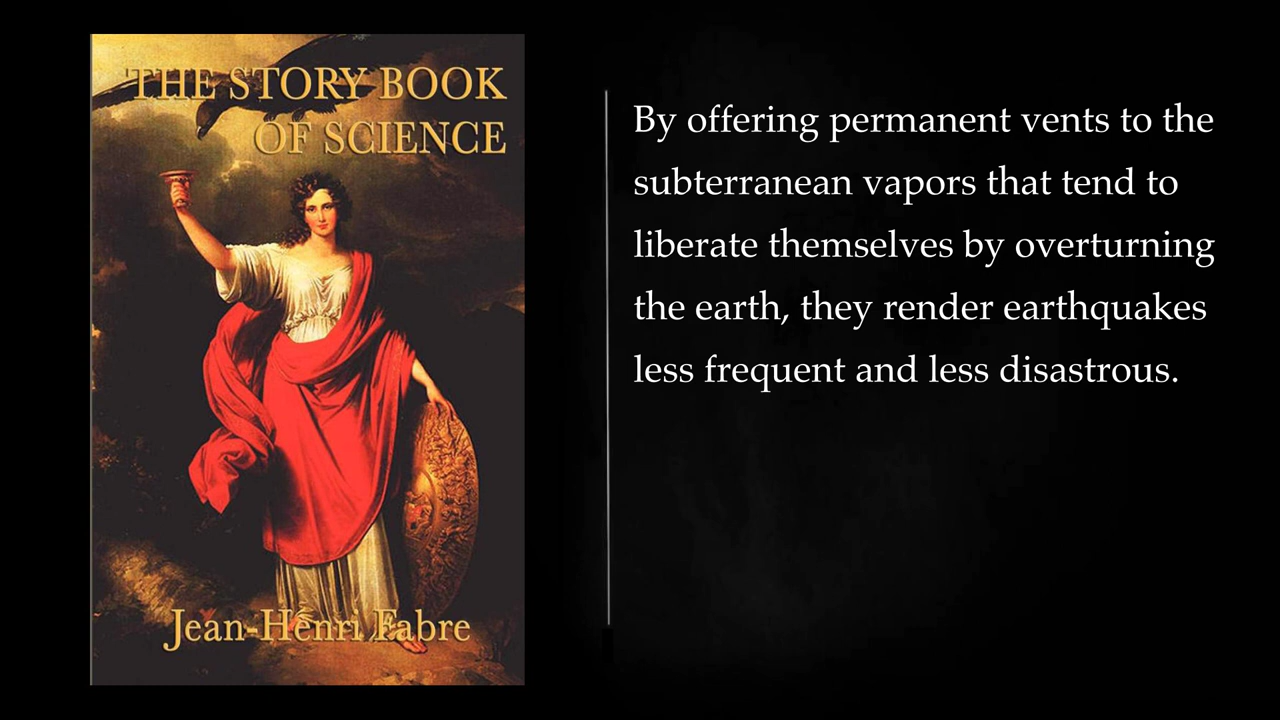 THE STORY BOOK
OF SCIENCE
Jean-Henri Fabre
By offering permanent vents to the
subterranean vapors that tend to
liberate themselves by overturning
the earth, they render earthquakes
less frequent and less disastrous.